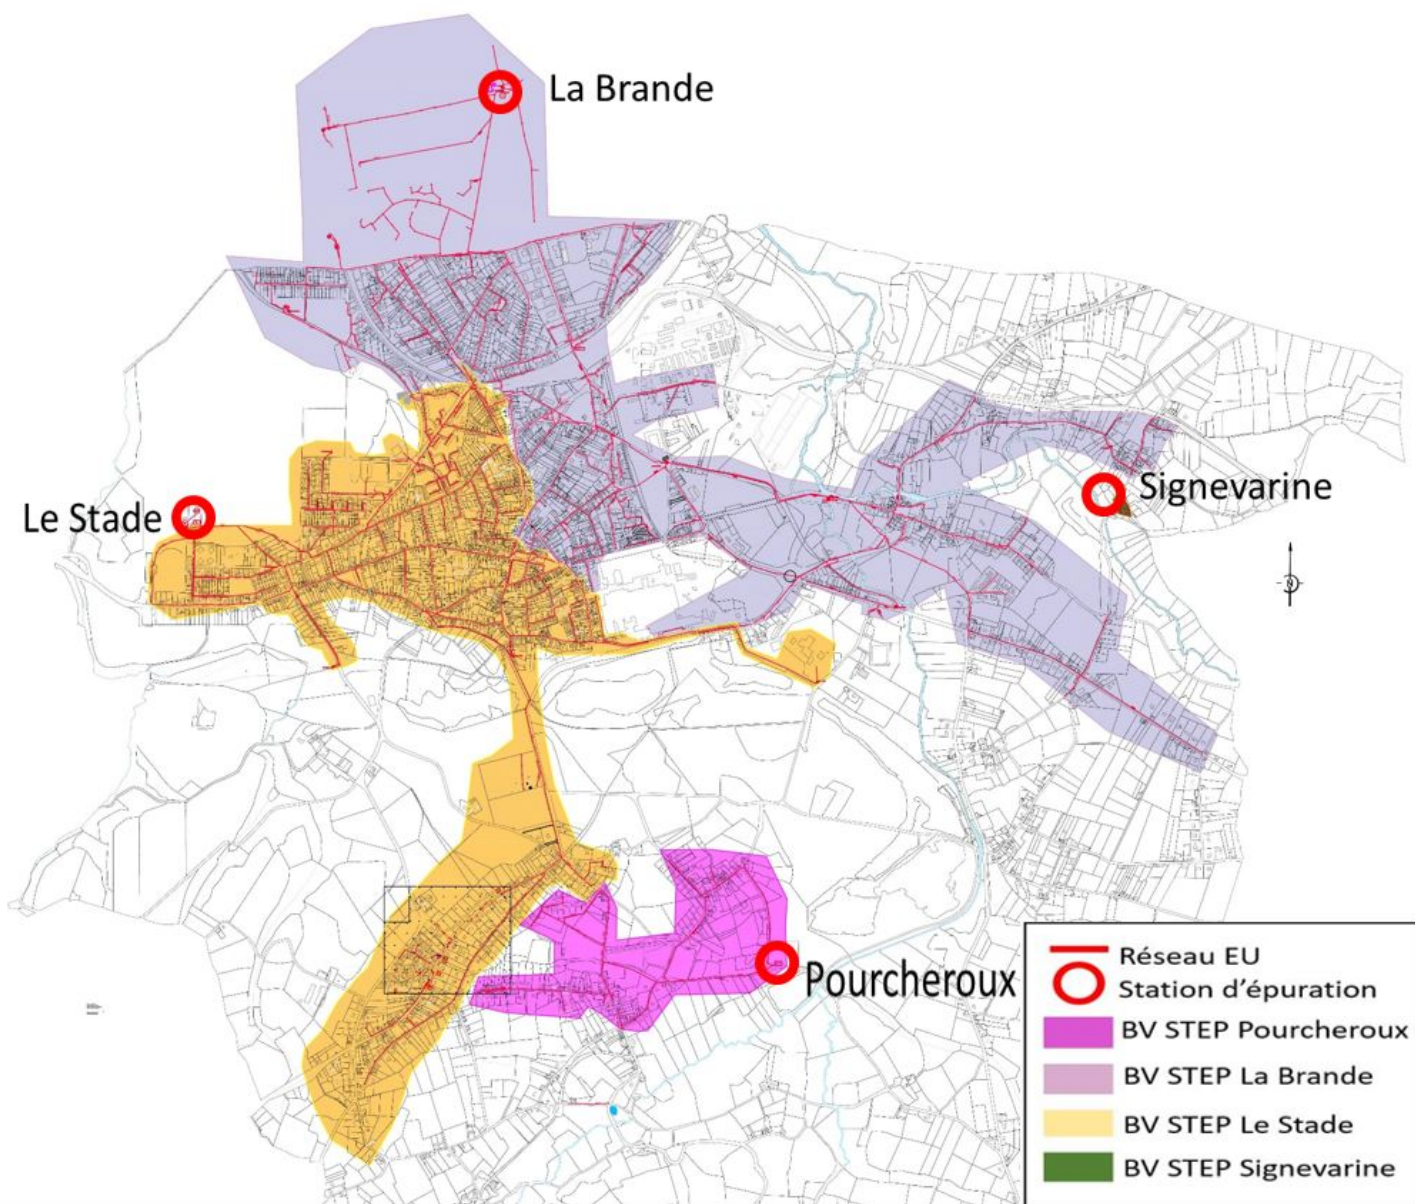 La Brande
Signevarine
Le Stade
Pourcheroux
Réseau EU
Station d'épuration
BV STEP Pourcheroux
BV STEP La Brande
BV STEP Le Stade
BV STEP Signevarine